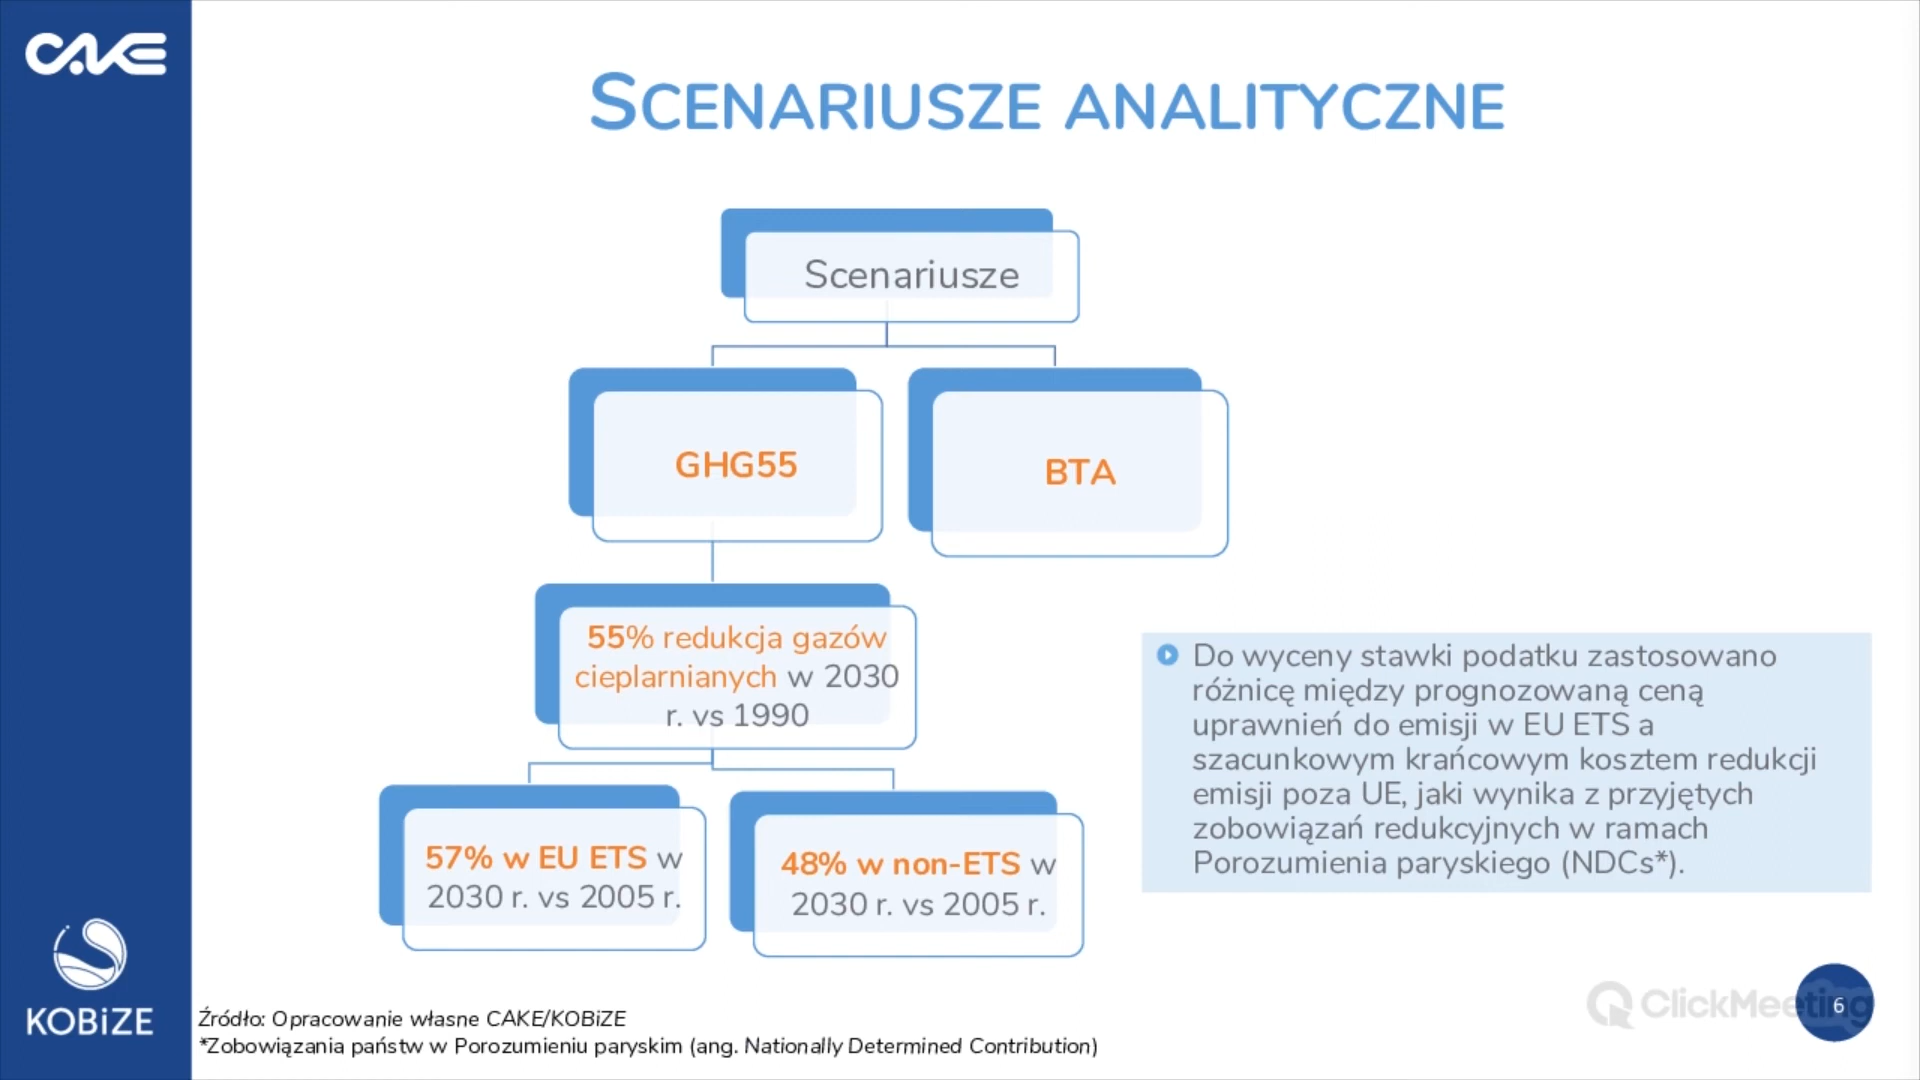 CAKE
SCENARIUSZE ANALITYCZNE
Scenariusze
GHG55
BTA
55% redukcja gazów
cieplarnianych w 2030
r. vs 1990
57% w EU ETS w
2030 r. vs 2005 r.
48% w non-ETS w
2030 r. vs 2005 r.
Do wyceny stawki podatku zastosowano
różnicę między prognozowaną ceną
uprawnień do emisji w EU ETS a
szacunkowym krańcowym kosztem redukcji
emisji poza UE, jaki wynika z przyjętych
zobowiązań redukcyjnych w ramach
Porozumienia paryskiego (NDCs*).
KOBiZE
Źródło: Opracowanie własne CAKE/KOBiZE
*Zobowiązania państw w Porozumieniu paryskim (ang. Nationally Determined Contribution)
ClickMeeting
6